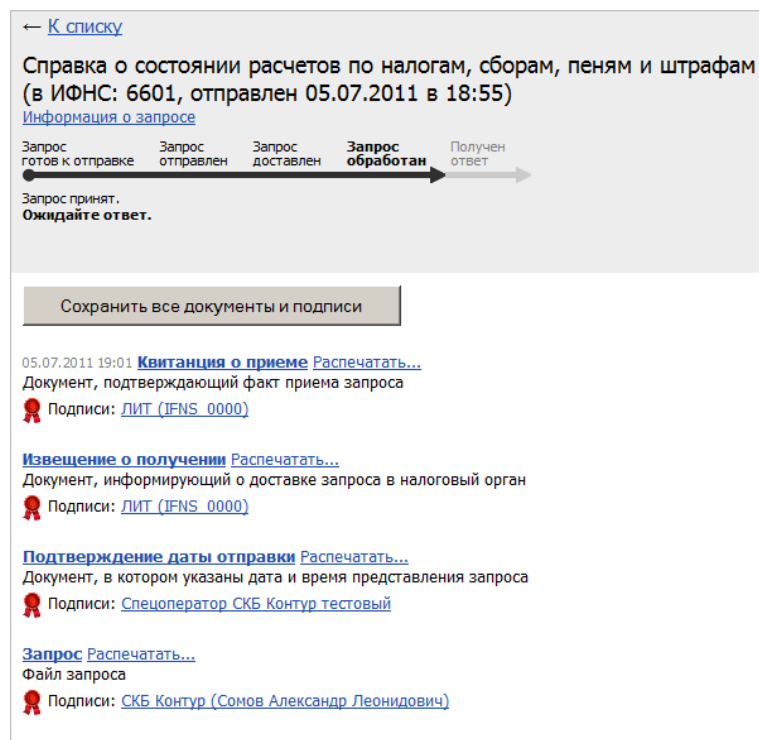 ← К списку
Справка о состоянии расчетов по налогам, сборам, пеням и штрафам
(в ИФНС: 6601, отправлен 05.07.2011 в 18:55)
Информация о запросе
Запрос готов к отправке
Запрос отправлен
Запрос доставлен
Запрос обработан
Получен ответ
Запрос принят.
Ожидайте ответ.
Сохранить все документы и подписи
05.07.2011 19:01 Квитанция о приеме Распечатать...
Документ, подтверждающий факт приема запроса
Подписи: ЛИТ (IFNS_0000)
Извещение о получении Распечатать...
Документ, информирующий о доставке запроса в налоговый орган
Подписи: ЛИТ (IFNS_0000)
Подтверждение даты отправки Распечатать...
Документ, в котором указаны дата и время представления запроса
Подписи: Спецоператор СКБ Контур тестовый
Запрос Распечатать...
Файл запроса
Подписи: СКБ Контур (Сомов Александр Леонидович)